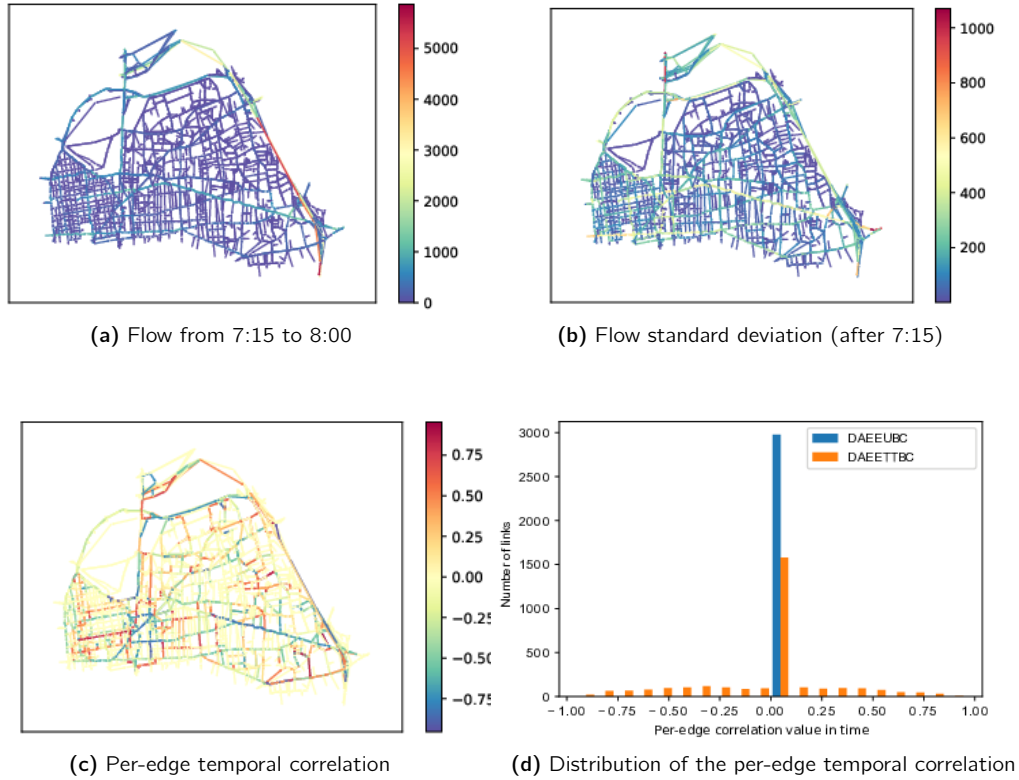 5000
4000
3000
2000
1000
0
(a) Flow from 7:15 to 8:00
1000
800
600
400
200
(b) Flow standard deviation (after 7:15)
0.75
0.50
0.25
0.00
−0.25
−0.50
−0.75
(c) Per-edge temporal correlation
DAEEUBC
DAEETTBC
Number of links
3000
2500
2000
1500
1000
500
0
−1.00 −0.75 −0.50 −0.25 0.00 0.25 0.50 0.75 1.00
Per-edge correlation value in time
(d) Distribution of the per-edge temporal correlation